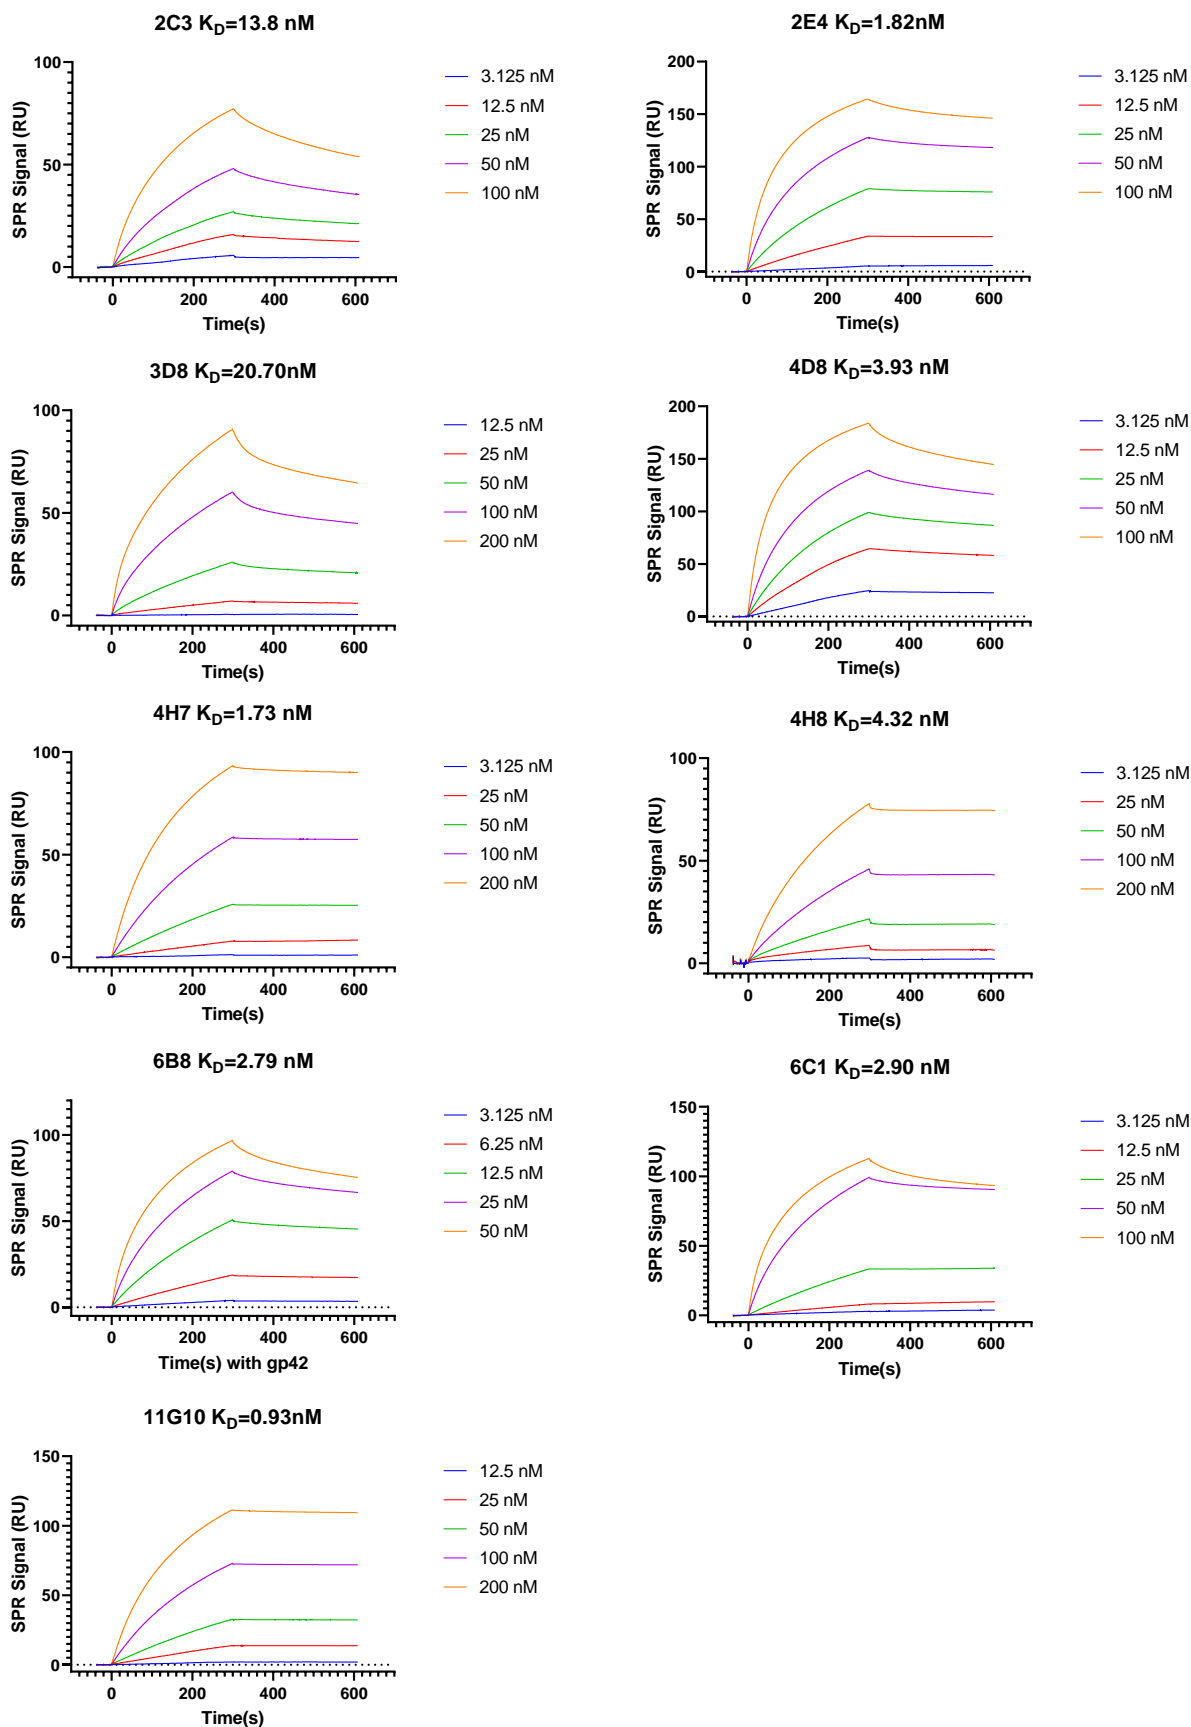 2C3 KD=13.8 nM
100
50
0
SPR Signal (RU)
0 200 400 600
Time(s)
3.125 nM
12.5 nM
25 nM
50 nM
100 nM
2E4 KD=1.82nM
200
150
100
50
0
SPR Signal (RU)
0 200 400 600
Time(s)
3.125 nM
12.5 nM
25 nM
50 nM
100 nM
3D8 KD=20.70nM
100
50
0
SPR Signal (RU)
0 200 400 600
Time(s)
12.5 nM
25 nM
50 nM
100 nM
200 nM
4D8 KD=3.93 nM
200
150
100
50
0
SPR Signal (RU)
0 200 400 600
Time(s)
3.125 nM
12.5 nM
25 nM
50 nM
100 nM
4H7 KD=1.73 nM
100
50
0
SPR Signal (RU)
0 200 400 600
Time(s)
3.125 nM
25 nM
50 nM
100 nM
200 nM
4H8 KD=4.32 nM
100
50
0
SPR Signal (RU)
0 200 400 600
Time(s)
3.125 nM
25 nM
50 nM
100 nM
200 nM
6B8 KD=2.79 nM
100
50
0
SPR Signal (RU)
0 200 400 600
Time(s) with gp42
3.125 nM
6.25 nM
12.5 nM
25 nM
50 nM
6C1 KD=2.90 nM
150
100
50
0
SPR Signal (RU)
0 200 400 600
Time(s)
3.125 nM
12.5 nM
25 nM
50 nM
100 nM
11G10 KD=0.93nM
150
100
50
0
SPR Signal (RU)
0 200 400 600
Time(s)
12.5 nM
25 nM
50 nM
100 nM
200 nM